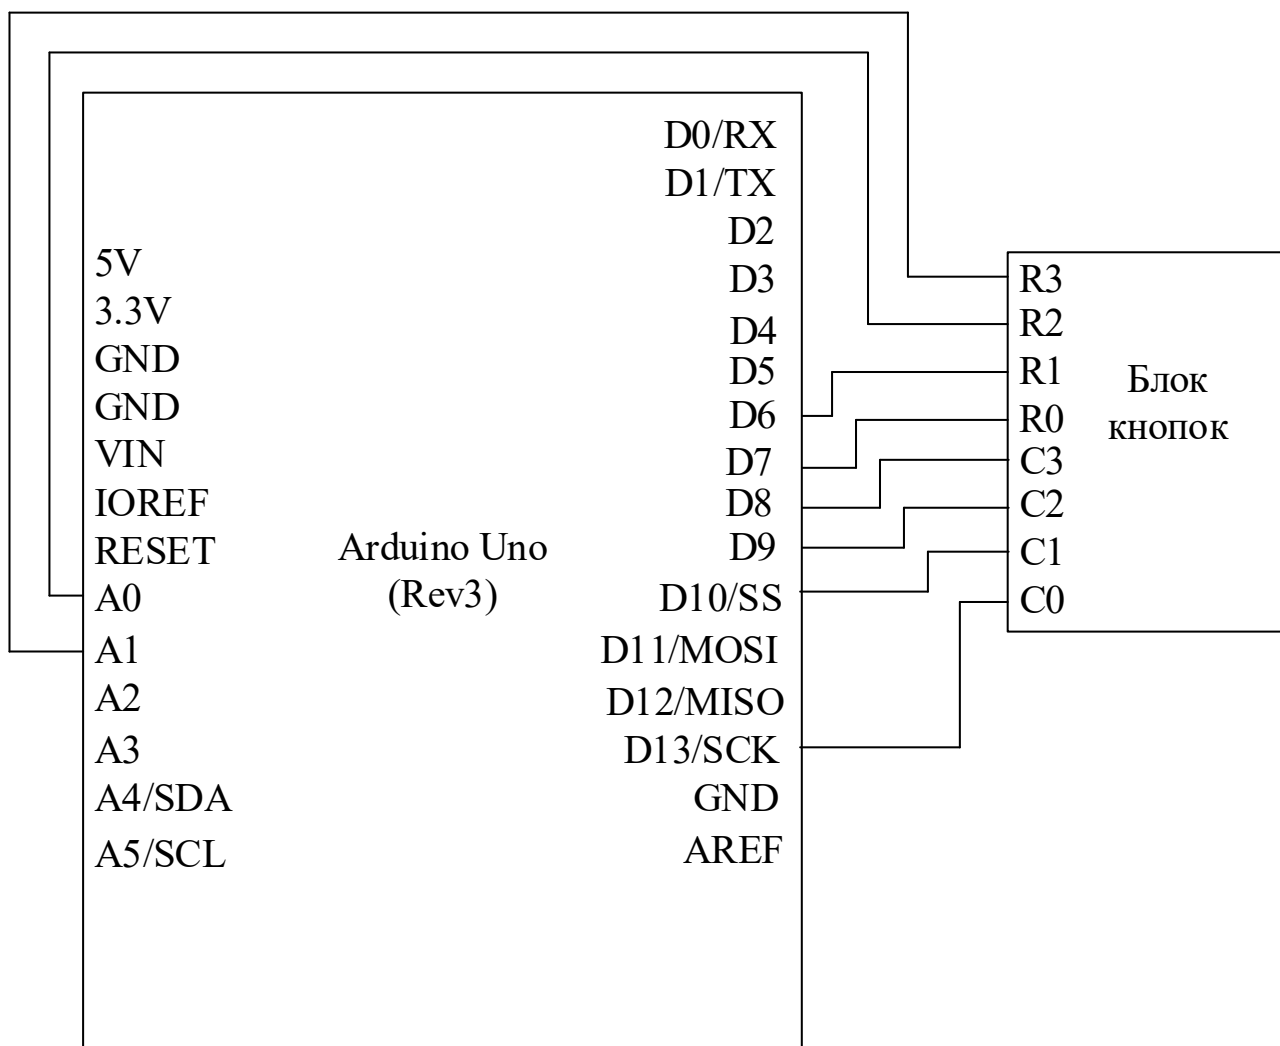 5V
3.3V
GND
GND
VIN
IOREF
RESET
A0
A1
A2
A3
A4/SDA
A5/SCL
Arduino Uno
(Rev3)
D0/RX
D1/TX
D2
D3
D4
D5
D6
D7
D8
D9
D10/SS
D11/MOSI
D12/MISO
D13/SCK
GND
AREF
R3
R2
R1
R0
C3
C2
C1
C0
Блок
кнопок